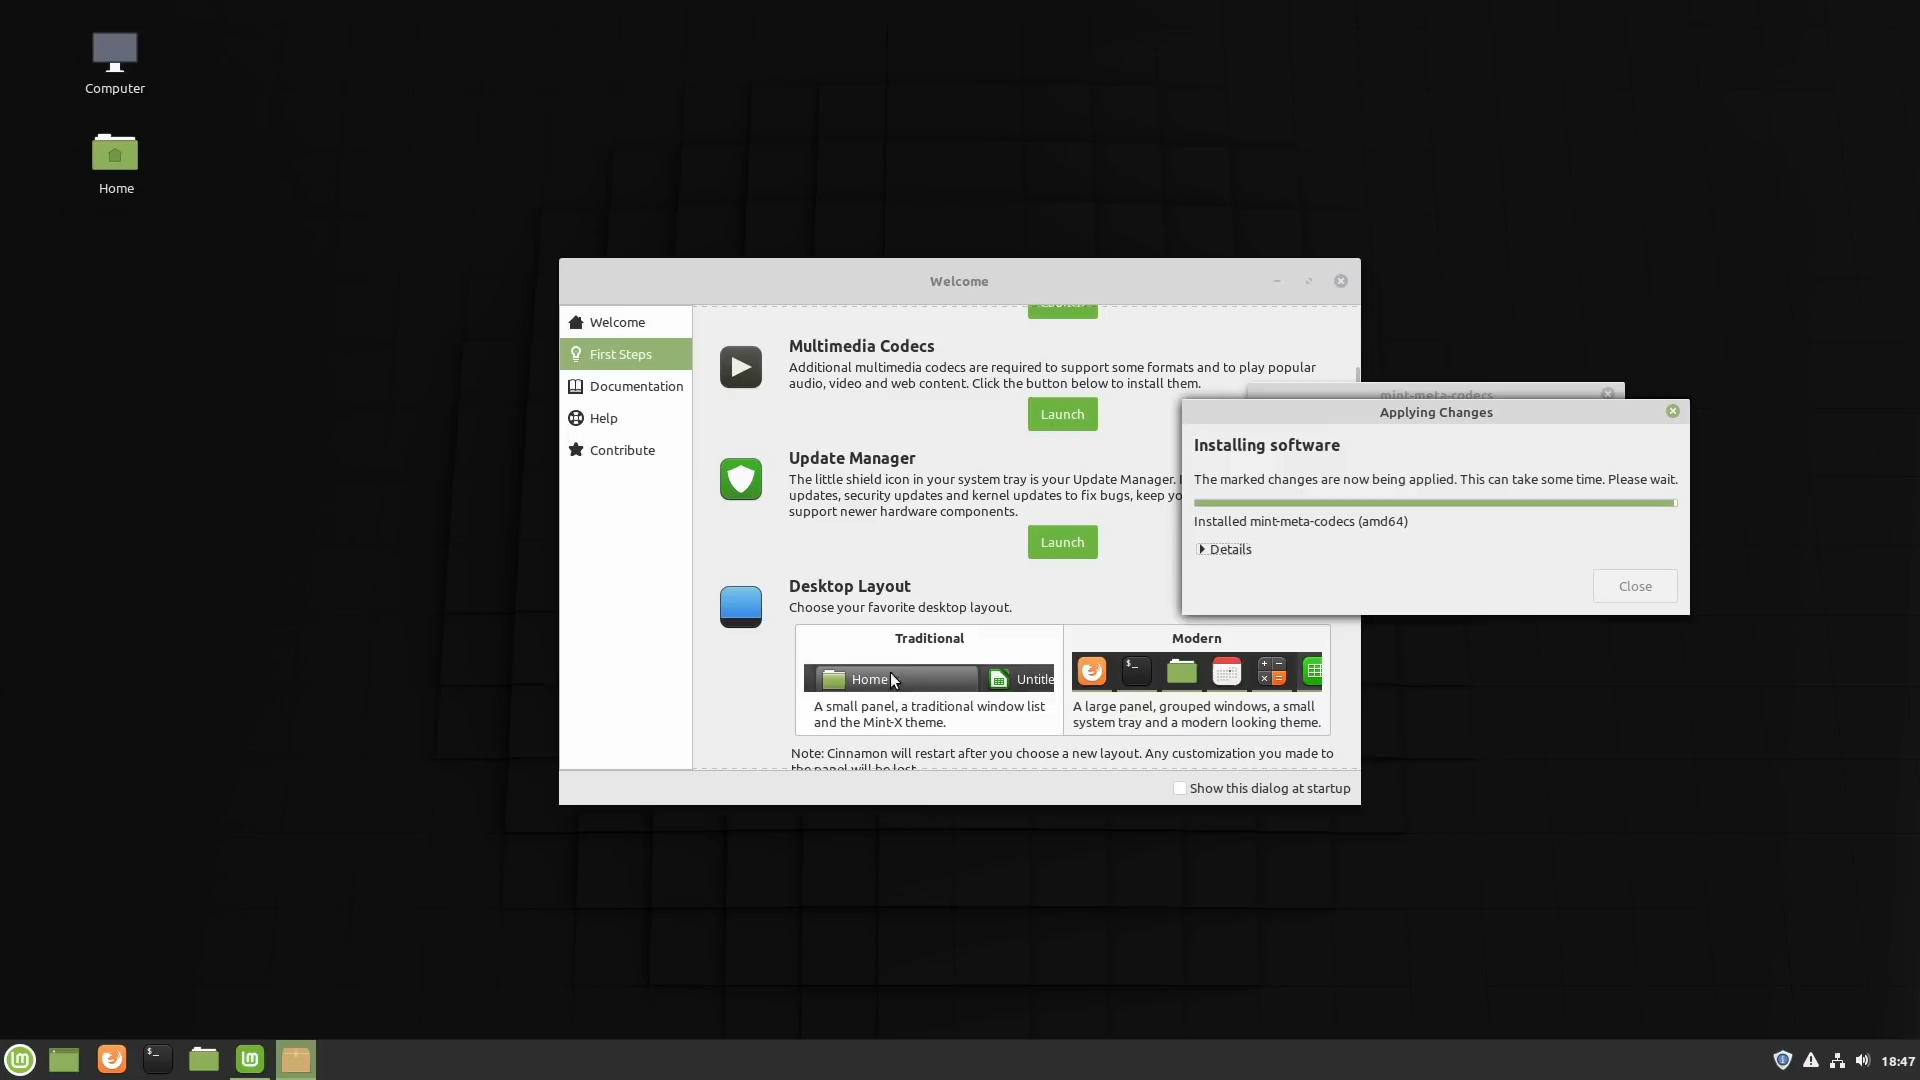 Computer
Home
Welcome
Welcome
First Steps
Documentation
Help
Contribute
Multimedia Codecs
Additional multimedia codecs are required to support some formats and to play popular
audio, video and web content. Click the button below to install them.
Launch
Update Manager
The little shield icon in your system tray is your Update Manager.
updates, security updates and kernel updates to fix bugs, keep
support newer hardware components.
Launch
Desktop Layout
Choose your favorite desktop layout.
Traditional
Home
Untitle
A small panel, a traditional window list
and the Mint-X theme.
Modern
A large panel, grouped windows, a small
system tray and a modern looking theme.
Note: Cinnamon will restart after you choose a new layout. Any customization you made to
the panel will be lost.
Show this dialog at startup
mint-meta-codecs
Applying Changes
Installing software
The marked changes are now being applied. This can take some time. Please wait.
Installed mint-meta-codecs (amd64)
Details
Close
18:47